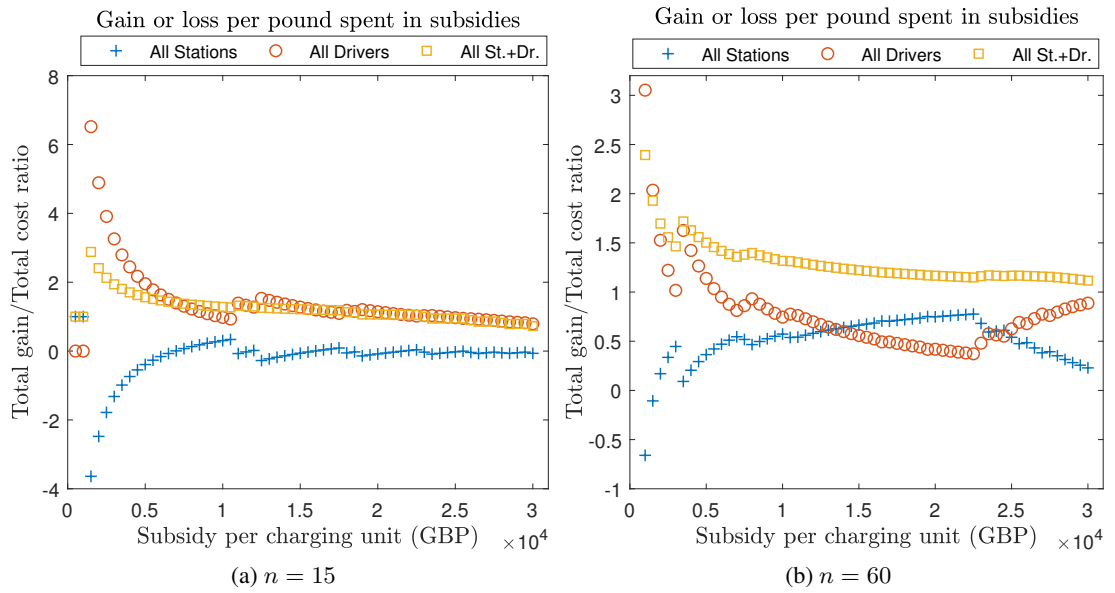 Gain or loss per pound spent in subsidies
All Stations All Drivers All St.+Dr.
Total gain/Total cost ratio
8
6
4
2
0
-2
-4
0 0.5 1 1.5 2 2.5 3
×10⁴
Subsidy per charging unit (GBP)
(a) n = 15
Gain or loss per pound spent in subsidies
All Stations All Drivers All St.+Dr.
Total gain/Total cost ratio
3
2.5
2
1.5
1
0.5
0
-0.5
-1
0 0.5 1 1.5 2 2.5 3
×10⁴
Subsidy per charging unit (GBP)
(b) n = 60